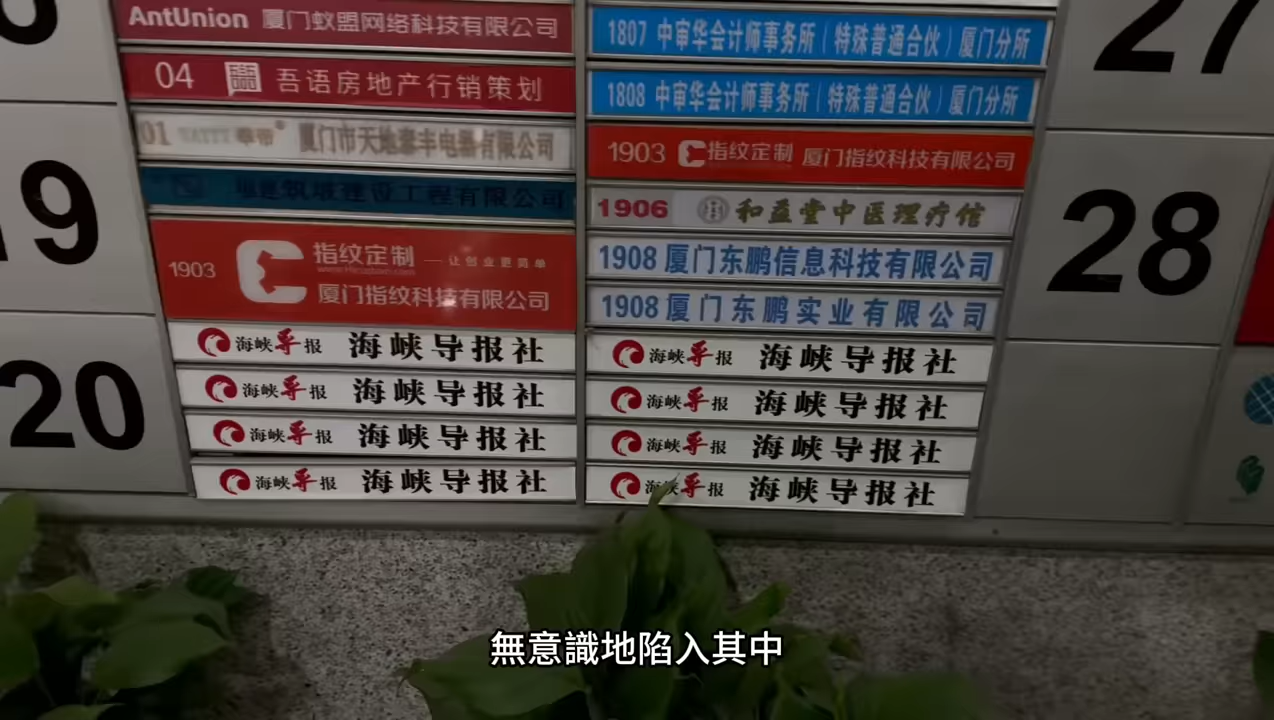 AntUnion 厦门蚁盟网络科技有限公司
04 吾语房地产行销策划
01 厦门市天地泰丰电器有限公司
建设工程有限公司
19
1903 指纹定制 让创业更简单
厦门指纹科技有限公司
20
海峡导报 海峡导报社
海峡导报 海峡导报社
海峡导报 海峡导报社
海峡导报 海峡导报社
1807 中审华会计师事务所（特殊普通合伙）厦门分所
1808 中审华会计师事务所（特殊普通合伙）厦门分所
1903 指纹定制 厦门指纹科技有限公司
1906 和益堂中医理疗馆
1908 厦门东鹏信息科技有限公司
1908 厦门东鹏实业有限公司
海峡导报 海峡导报社
海峡导报 海峡导报社
海峡导报 海峡导报社
海峡导报 海峡导报社
27
28
無意識地陷入其中